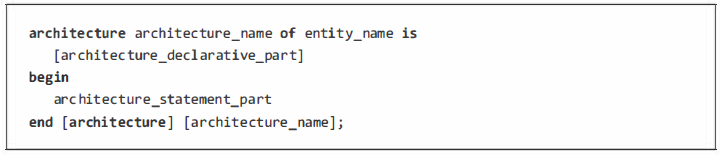 architecture architecture_name of entity_name is
[architecture_declarative_part]
begin
architecture_statement_part
end [architecture] [architecture_name];